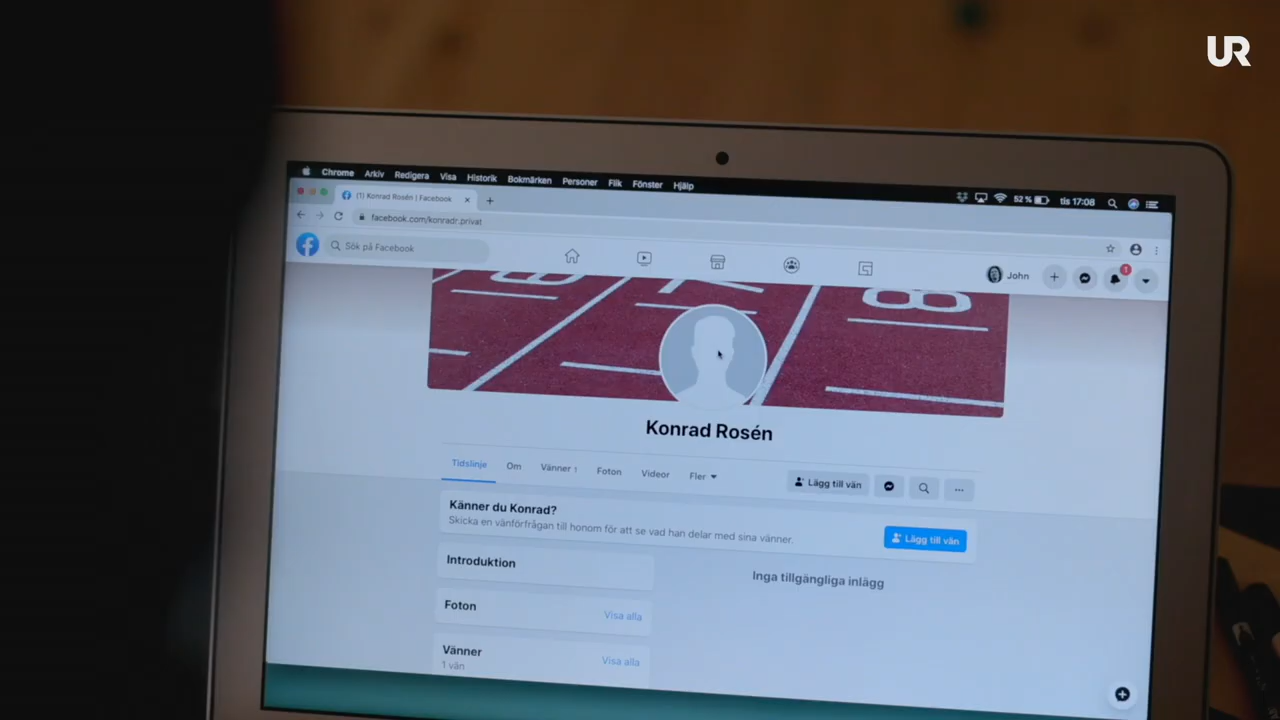 UR
Chrome Arkiv Redigera Visa Historik Bokmärken Personer Flik Fönster Hjälp 52 % tis 17:08
(1) Konrad Rosén | Facebook
facebook.com/konradr.privat
Sök på Facebook John 1
8
Konrad Rosén
Tidslinje Om Vänner 1 Foton Videor Fler Lägg till vän
Känner du Konrad?
Skicka en vänförfrågan till honom för att se vad han delar med sina vänner. Lägg till vän
Introduktion
Inga tillgängliga inlägg
Foton Visa alla
Vänner Visa alla
1 vän